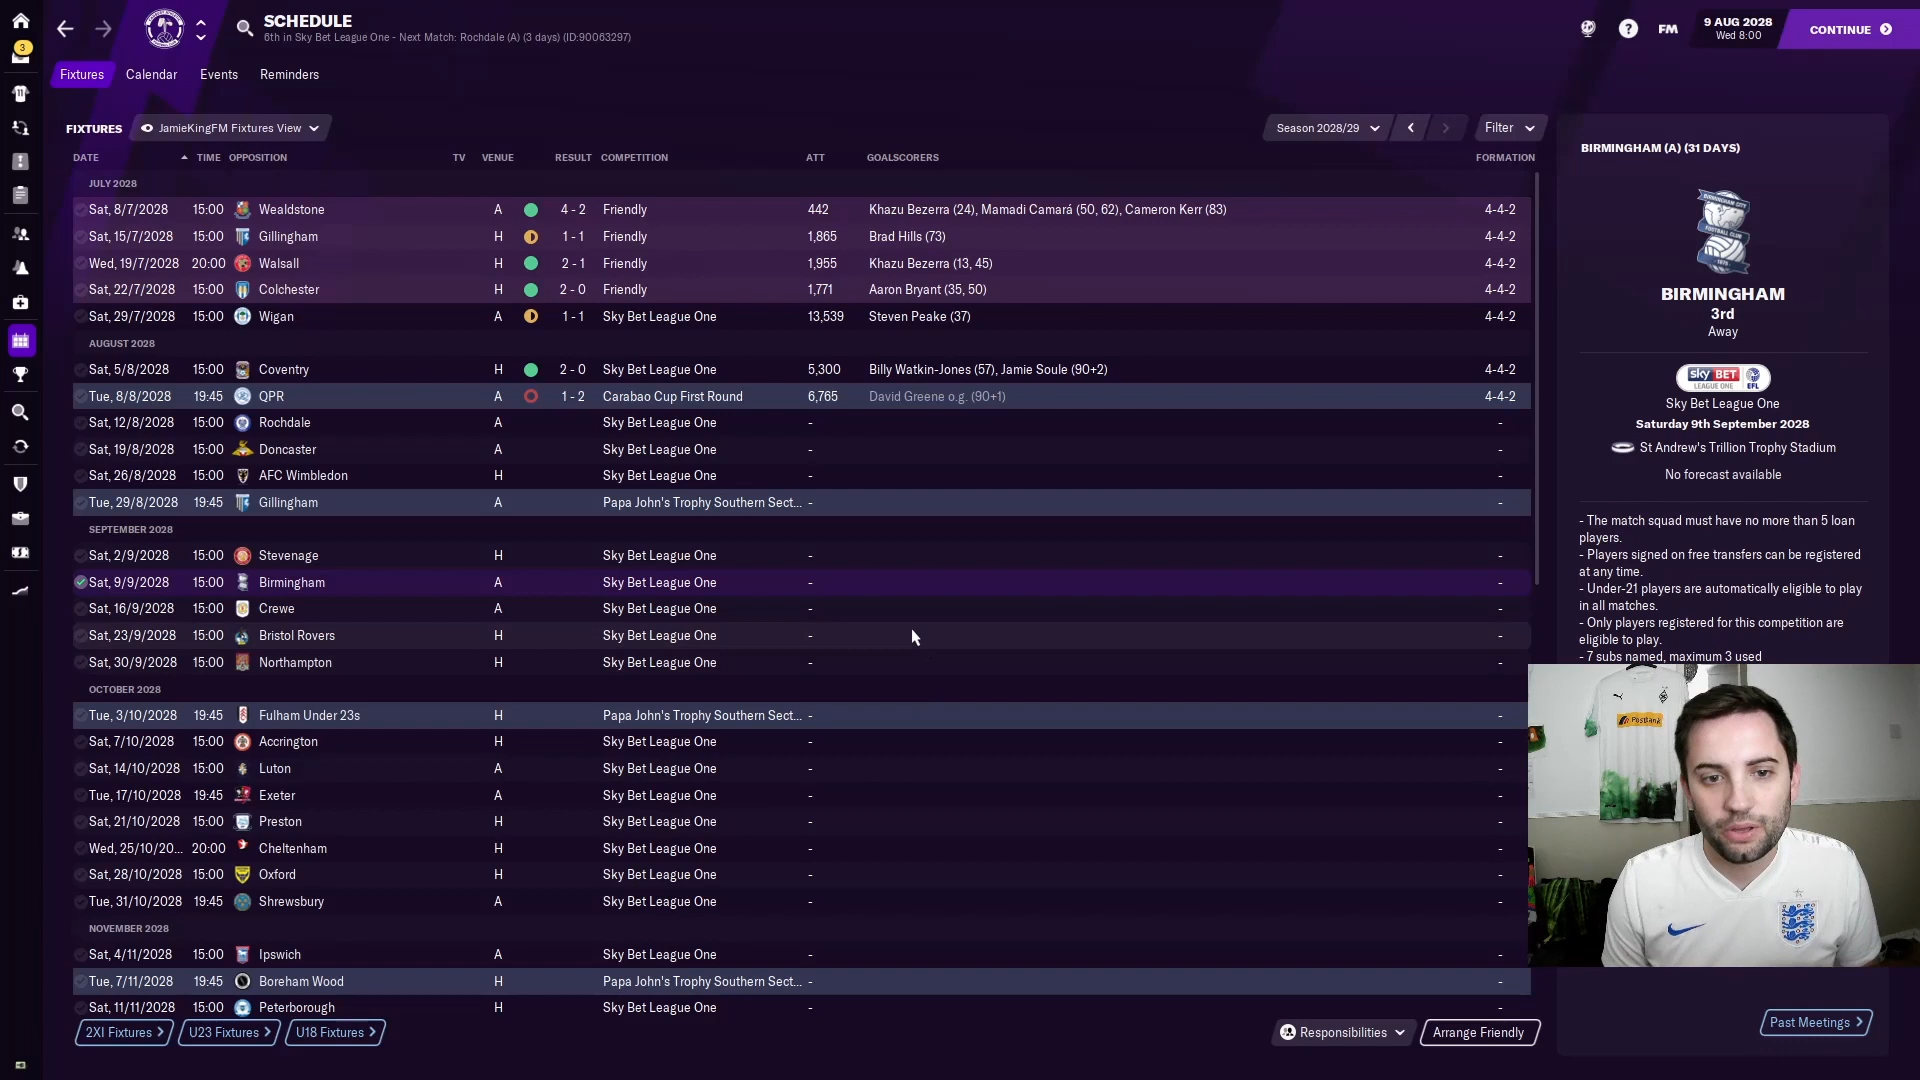 3
SCHEDULE
6th in Sky Bet League One - Next Match: Rochdale (A) (3 days) (ID:90063297)
FM
9 AUG 2028
Wed 8:00
CONTINUE
Fixtures Calendar Events Reminders
FIXTURES JamieKingFM Fixtures View Season 2028/29 Filter
DATE TIME OPPOSITION TV VENUE RESULT COMPETITION ATT GOALSCORERS FORMATION
JULY 2028
Sat, 8/7/2028 15:00 Wealdstone A 4 - 2 Friendly 442 Khazu Bezerra (24), Mamadi Camará (50, 62), Cameron Kerr (83) 4-4-2
Sat, 15/7/2028 15:00 Gillingham H 1 - 1 Friendly 1,865 Brad Hills (73) 4-4-2
Wed, 19/7/2028 20:00 Walsall H 2 - 1 Friendly 1,955 Khazu Bezerra (13, 45) 4-4-2
Sat, 22/7/2028 15:00 Colchester H 2 - 0 Friendly 1,771 Aaron Bryant (35, 50) 4-4-2
Sat, 29/7/2028 15:00 Wigan A 1 - 1 Sky Bet League One 13,539 Steven Peake (37) 4-4-2
AUGUST 2028
Sat, 5/8/2028 15:00 Coventry H 2 - 0 Sky Bet League One 5,300 Billy Watkin-Jones (57), Jamie Soule (90+2) 4-4-2
Tue, 8/8/2028 19:45 QPR A 1 - 2 Carabao Cup First Round 6,765 David Greene o.g. (90+1) 4-4-2
Sat, 12/8/2028 15:00 Rochdale A Sky Bet League One - -
Sat, 19/8/2028 15:00 Doncaster A Sky Bet League One - -
Sat, 26/8/2028 15:00 AFC Wimbledon H Sky Bet League One - -
Tue, 29/8/2028 19:45 Gillingham A Papa John's Trophy Southern Sect... - -
SEPTEMBER 2028
Sat, 2/9/2028 15:00 Stevenage H Sky Bet League One - -
Sat, 9/9/2028 15:00 Birmingham A Sky Bet League One - -
Sat, 16/9/2028 15:00 Crewe A Sky Bet League One - -
Sat, 23/9/2028 15:00 Bristol Rovers H Sky Bet League One - -
Sat, 30/9/2028 15:00 Northampton H Sky Bet League One - -
OCTOBER 2028
Tue, 3/10/2028 19:45 Fulham Under 23s H Papa John's Trophy Southern Sect... - -
Sat, 7/10/2028 15:00 Accrington H Sky Bet League One - -
Sat, 14/10/2028 15:00 Luton A Sky Bet League One - -
Tue, 17/10/2028 19:45 Exeter A Sky Bet League One - -
Sat, 21/10/2028 15:00 Preston H Sky Bet League One - -
Wed, 25/10/20... 20:00 Cheltenham H Sky Bet League One - -
Sat, 28/10/2028 15:00 Oxford H Sky Bet League One - -
Tue, 31/10/2028 19:45 Shrewsbury A Sky Bet League One - -
NOVEMBER 2028
Sat, 4/11/2028 15:00 Ipswich A Sky Bet League One - -
Tue, 7/11/2028 19:45 Boreham Wood H Papa John's Trophy Southern Sect... - -
Sat, 11/11/2028 15:00 Peterborough H Sky Bet League One
2XI Fixtures U23 Fixtures U18 Fixtures Responsibilities Arrange Friendly
BIRMINGHAM (A) (31 DAYS)
BIRMINGHAM CITY
FOOTBALL CLUB
1875
BIRMINGHAM
3rd
Away
sky BET
LEAGUE ONE EFL
Sky Bet League One
Saturday 9th September 2028
St Andrew's Trillion Trophy Stadium
No forecast available
- The match squad must have no more than 5 loan
players.
- Players signed on free transfers can be registered
at any time.
- Under-21 players are automatically eligible to play
in all matches.
- Only players registered for this competition are
eligible to play.
- 7 subs named, maximum 3 used
Postbank
Past Meetings